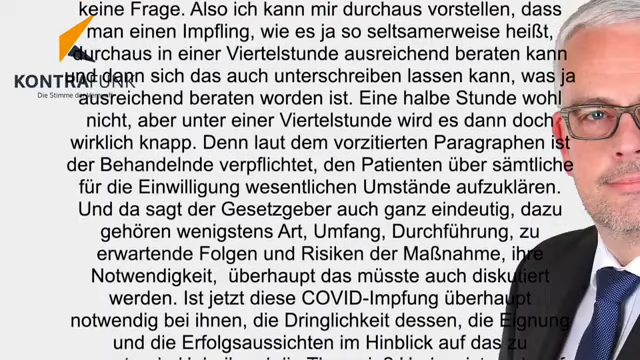 keine Frage. Also ich kann mir durchaus vorstellen, dass
man einen Impfling, wie es ja so seltsamerweise heißt,
durchaus in einer Viertelstunde ausreichend beraten kann
KONTRAFUNK
und dann sich das auch unterschreiben lassen kann, was ja
Die Stimme der
ausreichend beraten worden ist. Eine halbe Stunde wohl
nicht, aber unter einer Viertelstunde wird es dann doch
wirklich knapp. Denn laut dem vorzitierten Paragraphen ist
der Behandelnde verpflichtet, den Patienten über sämtliche
für die Einwilligung wesentlichen Umstände aufzuklären.
Und da sagt der Gesetzgeber auch ganz eindeutig, dazu
gehören wenigstens Art, Umfang, Durchführung, zu
erwartende Folgen und Risiken der Maßnahme, ihre
Notwendigkeit, überhaupt das müsste auch diskutiert
werden. Ist jetzt diese COVID-Impfung überhaupt
notwendig bei ihnen, die Dringlichkeit dessen, die Eignung
und die Erfolgsaussichten im Hinblick auf das zu